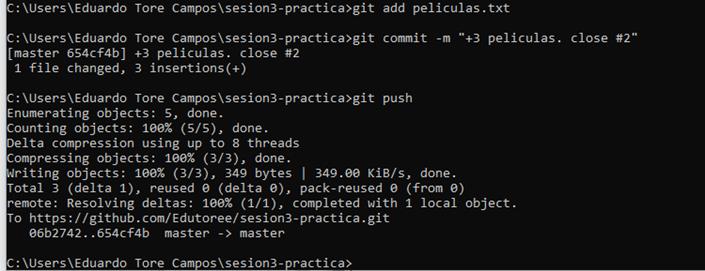 C:\Users\Eduardo Tore Campos\sesion3-practica>git add peliculas.txt
C:\Users\Eduardo Tore Campos\sesion3-practica>git commit -m "+3 peliculas. close #2"
[master 654cf4b] +3 peliculas. close #2
 1 file changed, 3 insertions(+)
C:\Users\Eduardo Tore Campos\sesion3-practica>git push
Enumerating objects: 5, done.
Counting objects: 100% (5/5), done.
Delta compression using up to 8 threads
Compressing objects: 100% (3/3), done.
Writing objects: 100% (3/3), 349 bytes | 349.00 KiB/s, done.
Total 3 (delta 1), reused 0 (delta 0), pack-reused 0 (from 0)
remote: Resolving deltas: 100% (1/1), completed with 1 local object.
To https://github.com/Edutoree/sesion3-practica.git
   06b2742..654cf4b  master -> master
C:\Users\Eduardo Tore Campos\sesion3-practica>